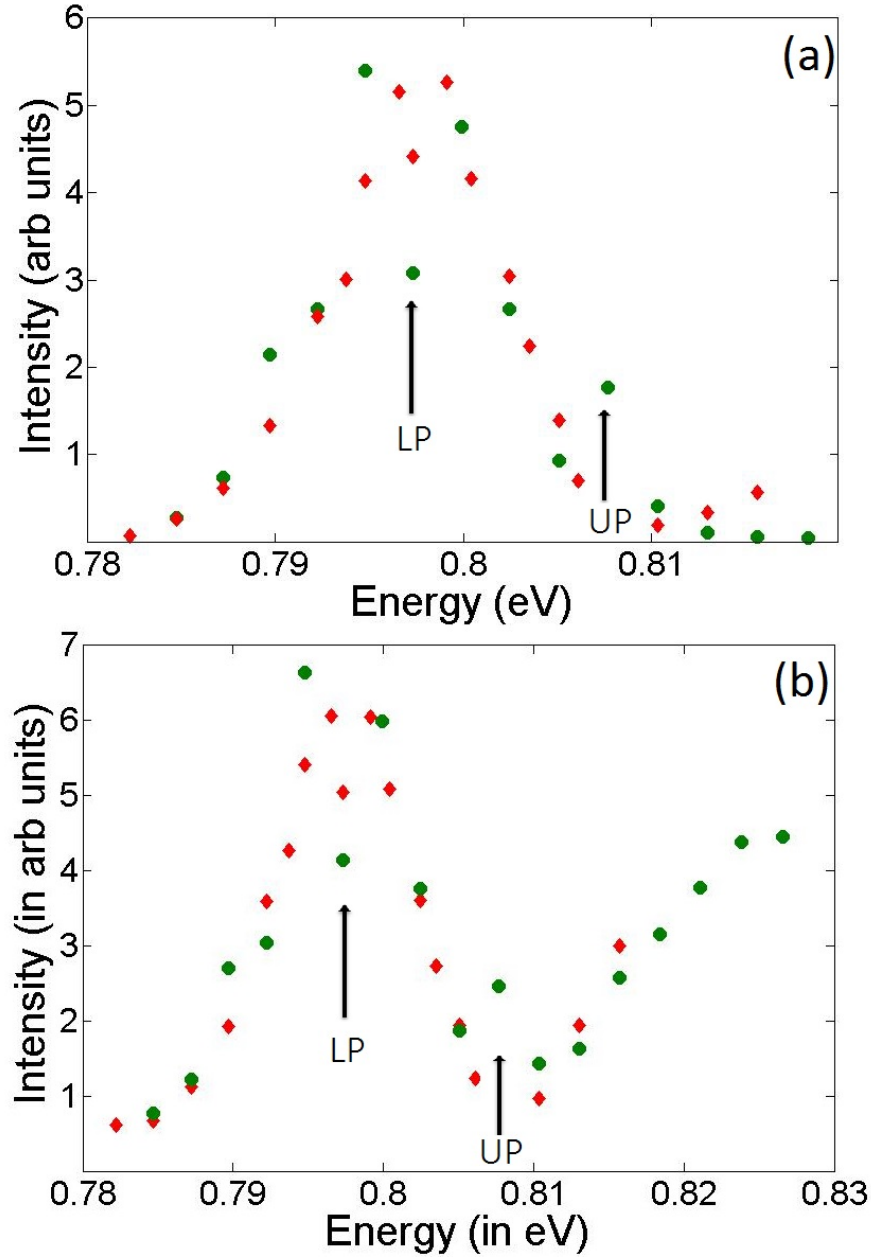 6
(a)
5
4
3
2
1
Intensity (arb units)
LP
UP
0.78
0.79
0.8
0.81
Energy (eV)
7
(b)
6
5
4
3
2
1
Intensity (in arb units)
LP
UP
0.78
0.79
0.8
0.81
0.82
0.83
Energy (in eV)